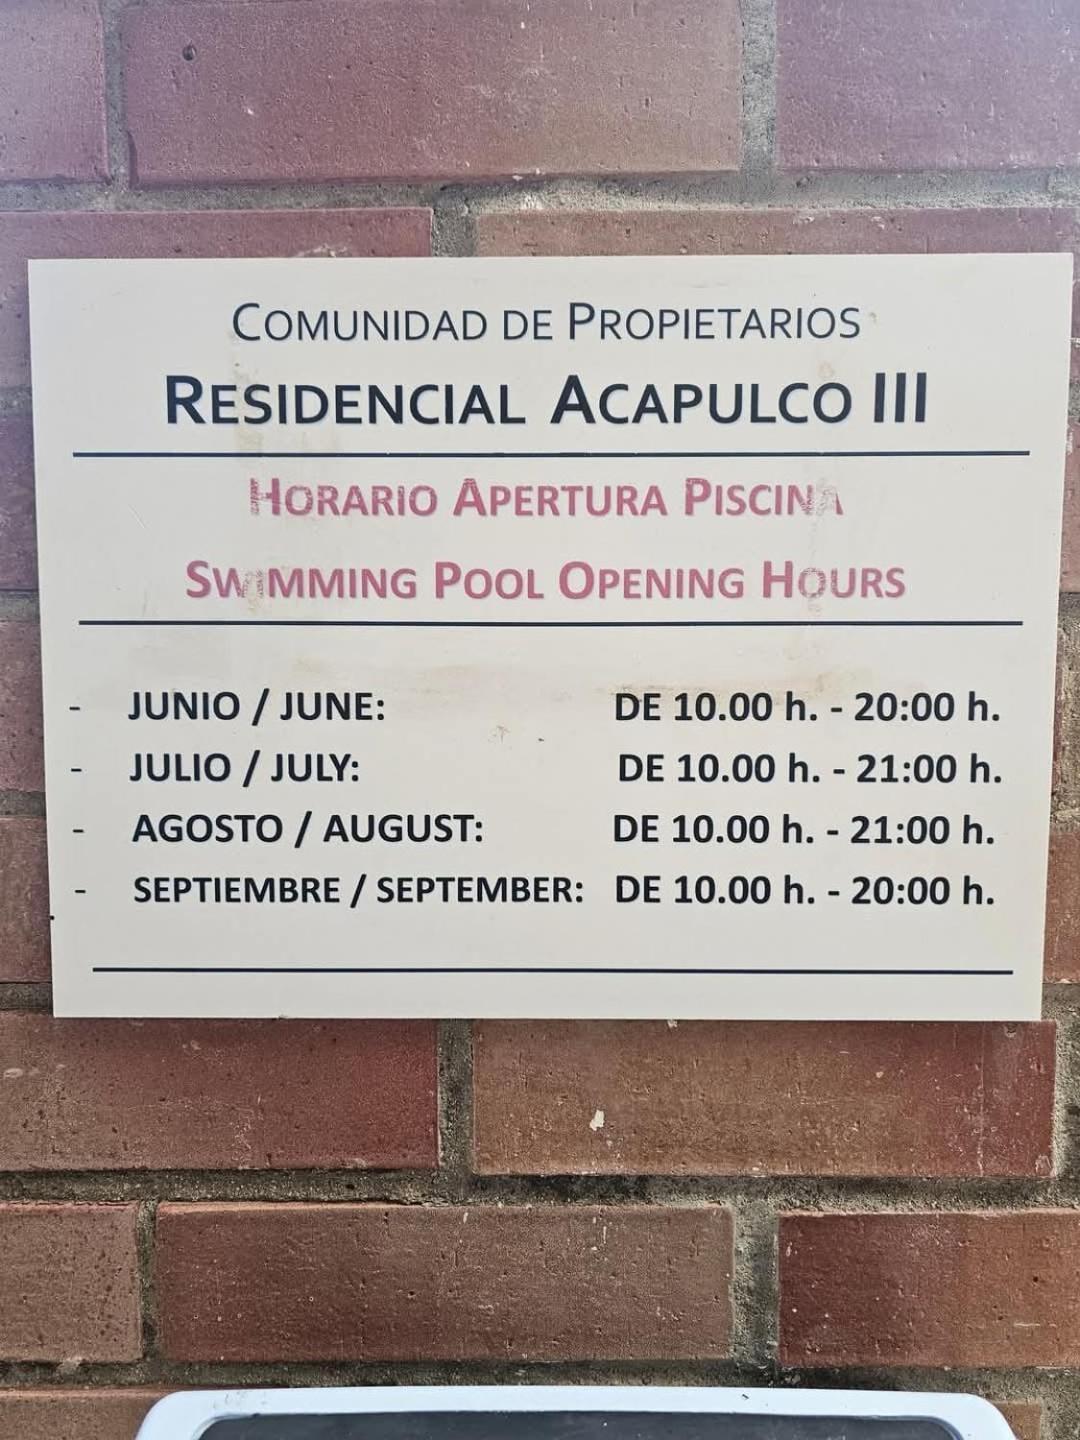 COMUNIDAD DE PROPIETARIOS
RESIDENCIAL ACAPULCO III
HORARIO APERTURA PISCINA
SWIMMING POOL OPENING HOURS
- JUNIO / JUNE: DE 10.00 h. - 20:00 h.
- JULIO / JULY: DE 10.00 h. - 21:00 h.
- AGOSTO / AUGUST: DE 10.00 h. - 21:00 h.
- SEPTIEMBRE / SEPTEMBER: DE 10.00 h. - 20:00 h.